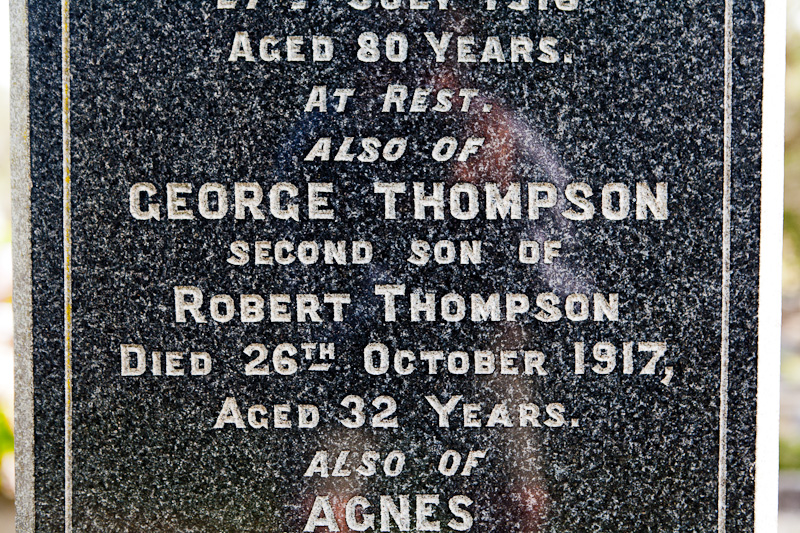 JULY
AGED 80 YEARS.
AT REST.
ALSO OF
GEORGE THOMPSON
SECOND SON OF
ROBERT THOMPSON
DIED 26TH OCTOBER 1917,
AGED 32 YEARS.
ALSO OF
AGNES